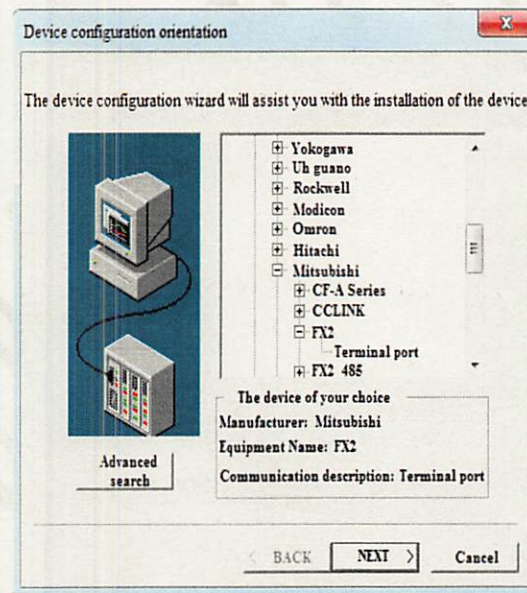 Device configuration orientation
The device configuration wizard will assist you with the installation of the device
Yokogawa
Uh guano
Rockwell
Modicon
Omron
Hitachi
Mitsubishi
CF-A Series
CCLINK
FX2
Terminal port
FX2 485
The device of your choice
Manufacturer: Mitsubishi
Equipment Name: FX2
Communication description: Terminal port
Advanced
search
< BACK
NEXT >
Cancel